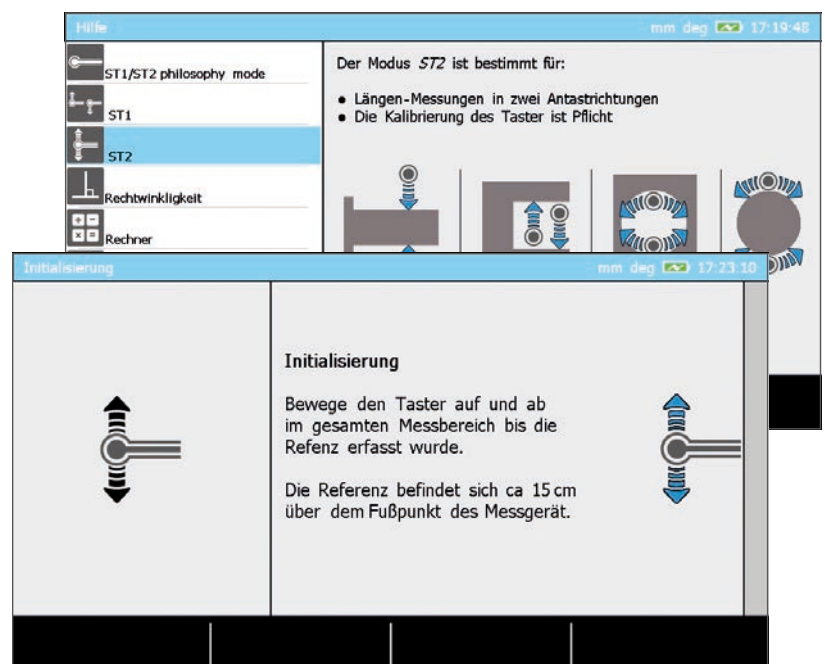 Hilfe
mm deg 17:19:48
ST1/ST2 philosophy mode
ST1
ST2
Rechtwinkligkeit
Rechner
Der Modus ST2 ist bestimmt für:
• Längen-Messungen in zwei Antastrichtungen
• Die Kalibrierung des Taster ist Pflicht
Initialisierung
mm deg 17:23:10
Initialisierung
Bewege den Taster auf und ab
im gesamten Messbereich bis die
Refenz erfasst wurde.
Die Referenz befindet sich ca 15 cm
über dem Fußpunkt des Messgerät.